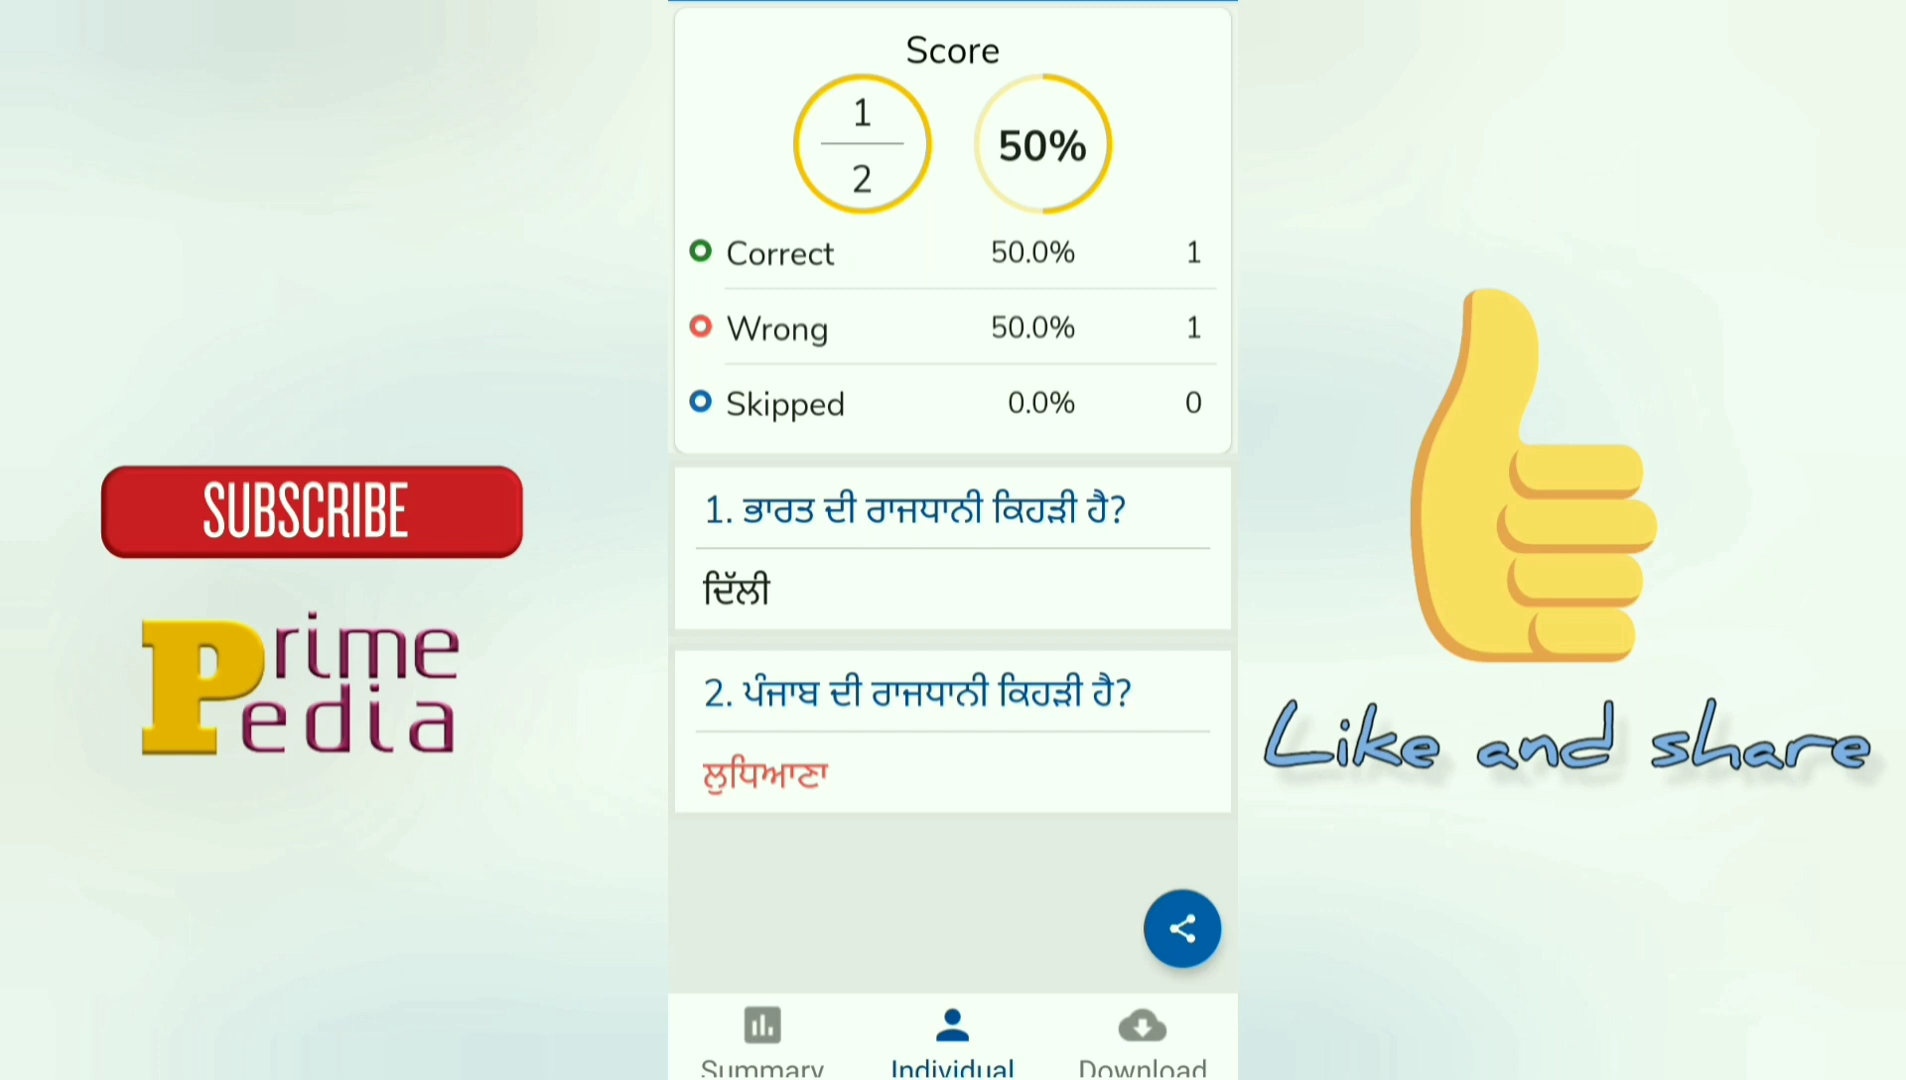 Score
1
2
50%
Correct 50.0% 1
Wrong 50.0% 1
Skipped 0.0% 0
1. ਭਾਰਤ ਦੀ ਰਾਜਧਾਨੀ ਕਿਹੜੀ ਹੈ?
ਦਿੱਲੀ
2. ਪੰਜਾਬ ਦੀ ਰਾਜਧਾਨੀ ਕਿਹੜੀ ਹੈ?
ਲੁਧਿਆਣਾ
Summary Individual Download
SUBSCRIBE
Prime
Pedia
Like and share